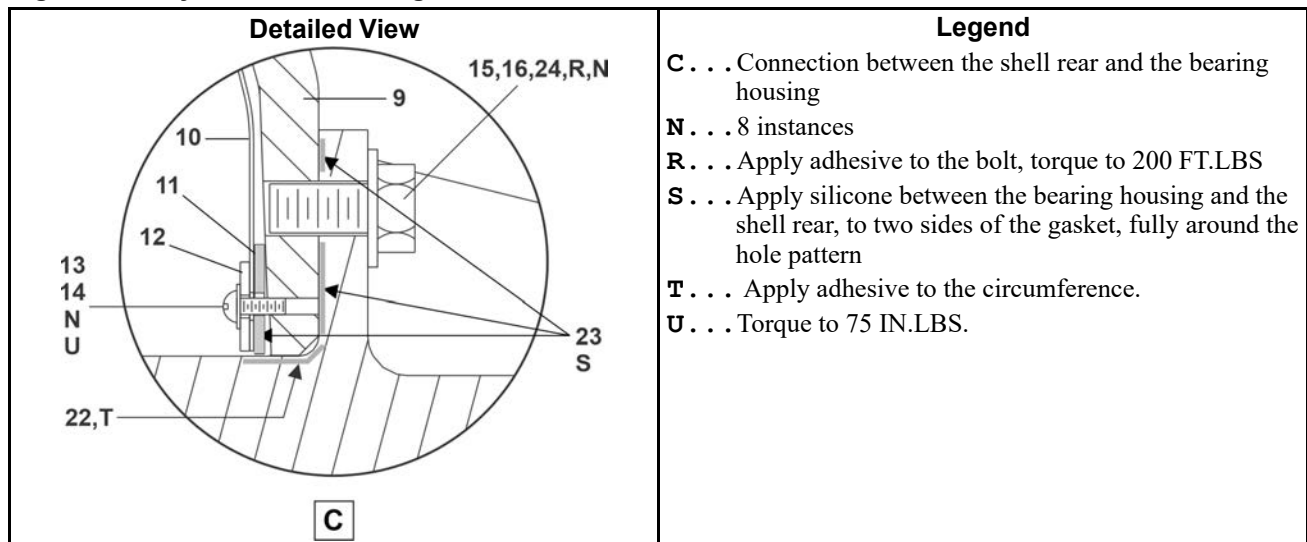 Detailed View
15,16,24,R,N
9
10
11
12
13
14
N
U
23
S
22,T
C
Legend
C...Connection between the shell rear and the bearing
housing
N...8 instances
R...Apply adhesive to the bolt, torque to 200 FT.LBS
S...Apply silicone between the bearing housing and the
shell rear, to two sides of the gasket, fully around the
hole pattern
T... Apply adhesive to the circumference.
U...Torque to 75 IN.LBS.